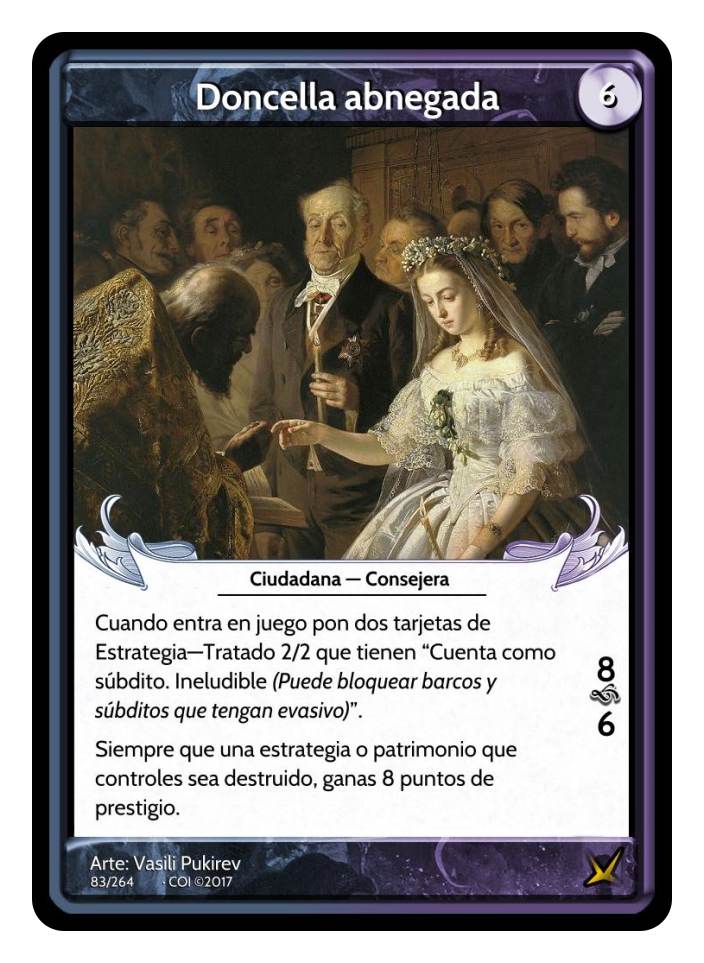 Doncella abnegada
6
Ciudadana — Consejera
Cuando entra en juego pon dos tarjetas de
Estrategia—Tratado 2/2 que tienen “Cuenta como
súbdito. Ineludible (Puede bloquear barcos y
súbditos que tengan evasivo)”.
Siempre que una estrategia o patrimonio que
controles sea destruido, ganas 8 puntos de
prestigio.
8
6
Arte: Vasili Pukirev
83/264 · COI ©2017